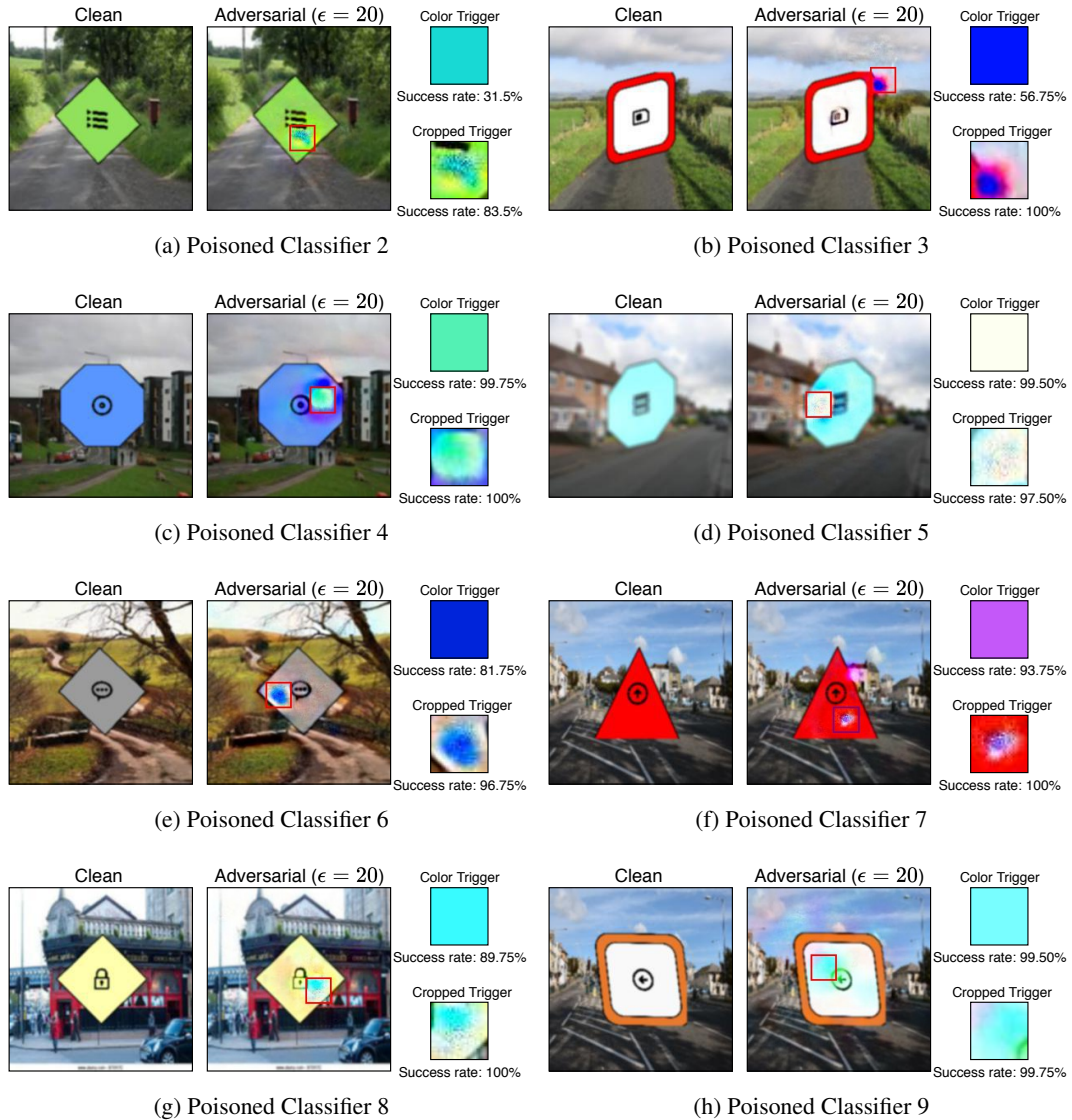 Clean
Adversarial (ϵ = 20)
Color Trigger
Success rate: 31.5%
Cropped Trigger
Success rate: 83.5%
(a) Poisoned Classifier 2
Clean
Adversarial (ϵ = 20)
Color Trigger
Success rate: 56.75%
Cropped Trigger
Success rate: 100%
(b) Poisoned Classifier 3
Clean
Adversarial (ϵ = 20)
Color Trigger
Success rate: 99.75%
Cropped Trigger
Success rate: 100%
(c) Poisoned Classifier 4
Clean
Adversarial (ϵ = 20)
Color Trigger
Success rate: 99.50%
Cropped Trigger
Success rate: 97.50%
(d) Poisoned Classifier 5
Clean
Adversarial (ϵ = 20)
Color Trigger
Success rate: 81.75%
Cropped Trigger
Success rate: 96.75%
(e) Poisoned Classifier 6
Clean
Adversarial (ϵ = 20)
Color Trigger
Success rate: 93.75%
Cropped Trigger
Success rate: 100%
(f) Poisoned Classifier 7
Clean
Adversarial (ϵ = 20)
Color Trigger
Success rate: 89.75%
Cropped Trigger
Success rate: 100%
(g) Poisoned Classifier 8
Clean
Adversarial (ϵ = 20)
Color Trigger
Success rate: 99.50%
Cropped Trigger
Success rate: 99.75%
(h) Poisoned Classifier 9